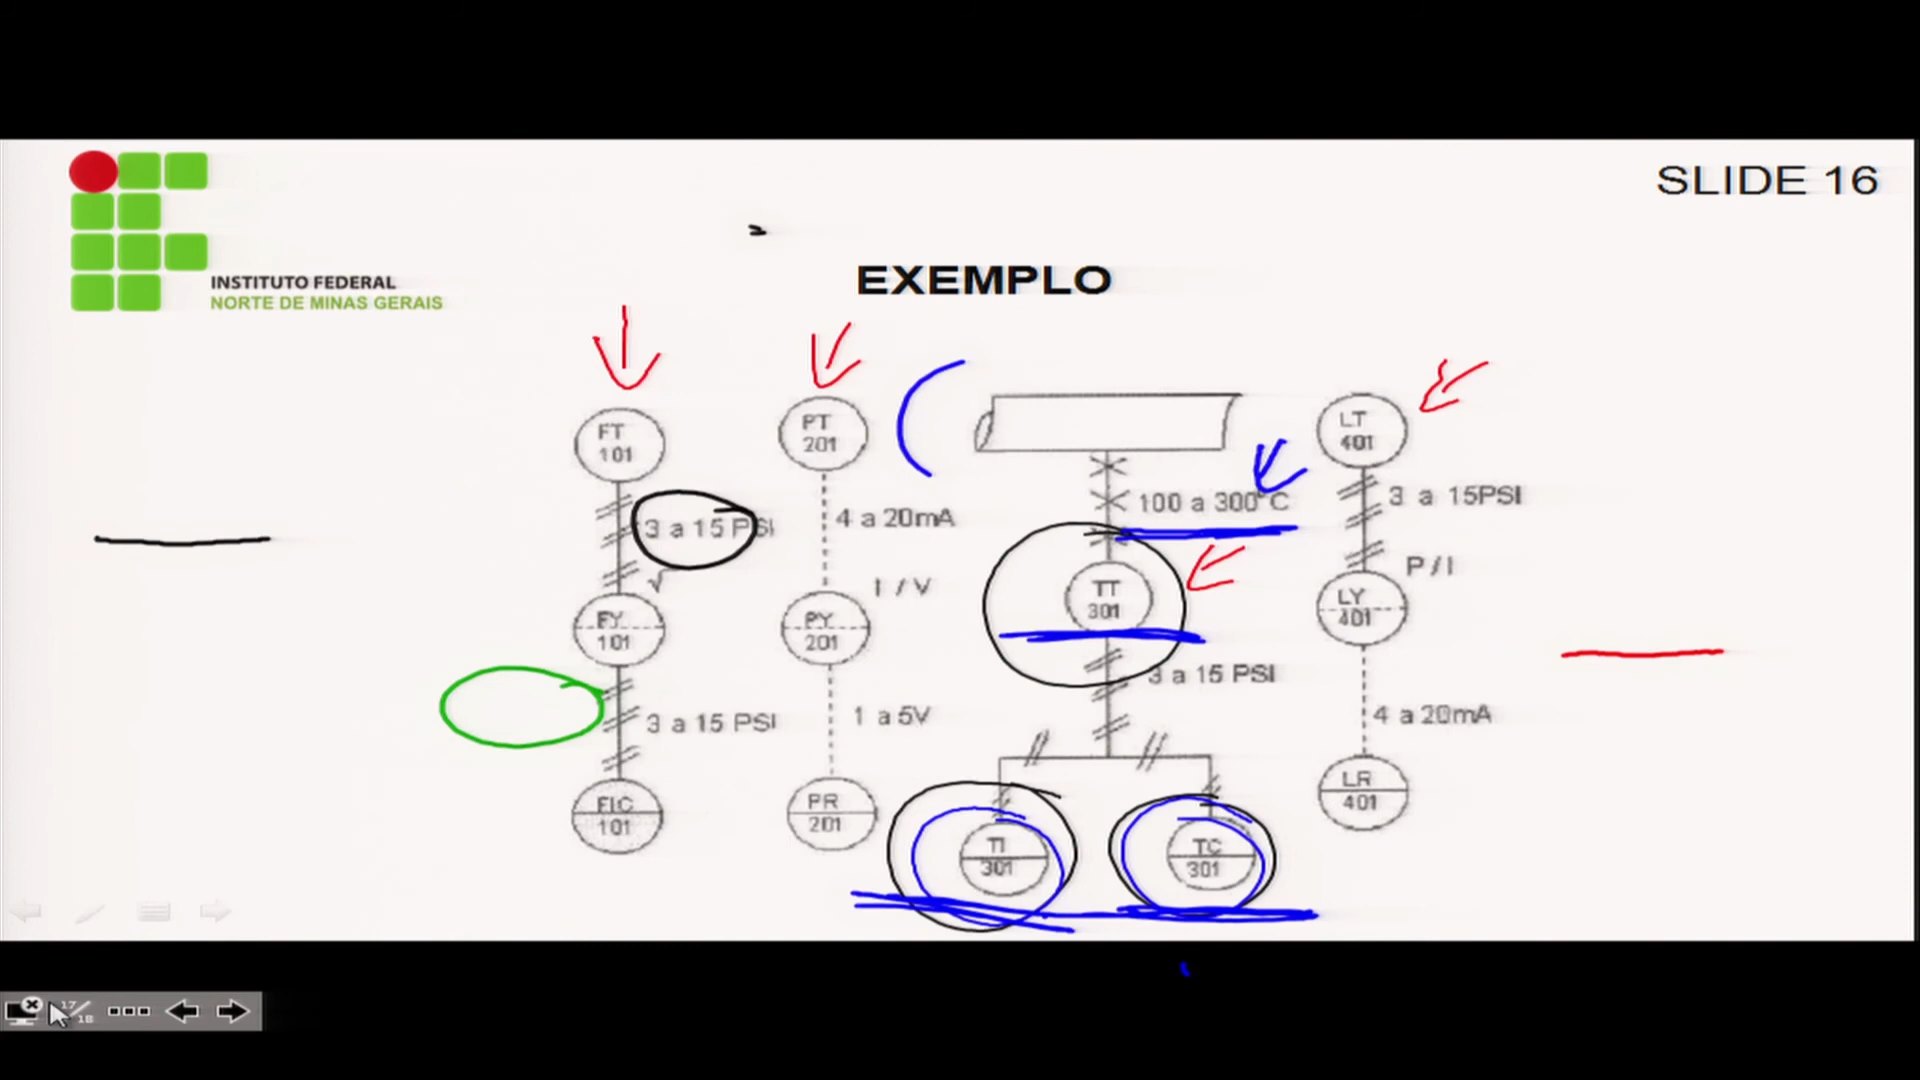 SLIDE 16
INSTITUTO FEDERAL
NORTE DE MINAS GERAIS
EXEMPLO
FT
101
3 a 15 PSI
FY
101
3 a 15 PSI
FIC
101
PT
201
4 a 20mA
I / V
PY
201
1 a 5V
PR
201
100 a 300°C
TT
301
3 a 15 PSI
TI
301
TC
301
LT
401
3 a 15PSI
P / I
LY
401
4 a 20mA
LR
401
17/18